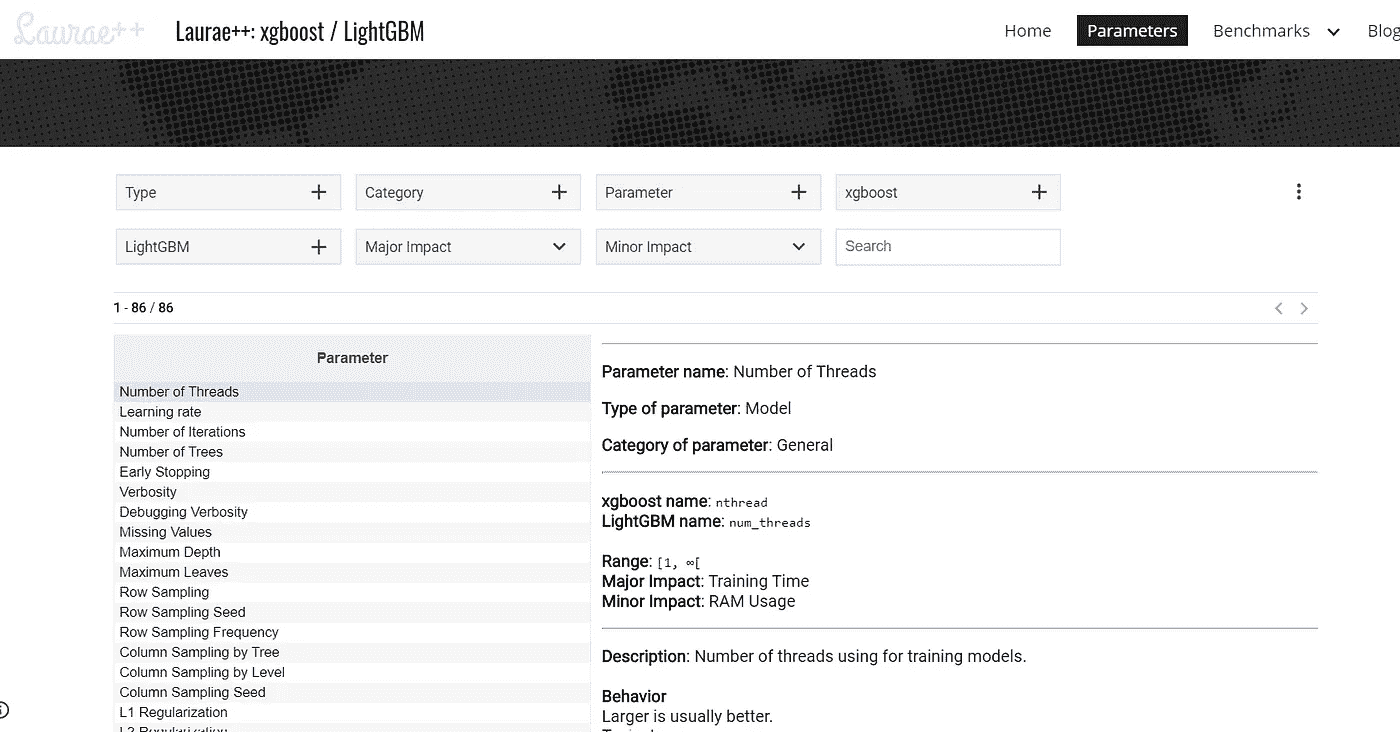 Laurae++
Laurae++: xgboost / LightGBM
Home
Parameters
Benchmarks
Blog
Type
Category
Parameter
xgboost
LightGBM
Major Impact
Minor Impact
Search
1 - 86 / 86
Parameter
Number of Threads
Learning rate
Number of Iterations
Number of Trees
Early Stopping
Verbosity
Debugging Verbosity
Missing Values
Maximum Depth
Maximum Leaves
Row Sampling
Row Sampling Seed
Row Sampling Frequency
Column Sampling by Tree
Column Sampling by Level
Column Sampling Seed
L1 Regularization
L2 Regularization
Parameter name: Number of Threads
Type of parameter: Model
Category of parameter: General
xgboost name: nthread
LightGBM name: num_threads
Range: [1, ∞[
Major Impact: Training Time
Minor Impact: RAM Usage
Description: Number of threads using for training models.
Behavior
Larger is usually better.